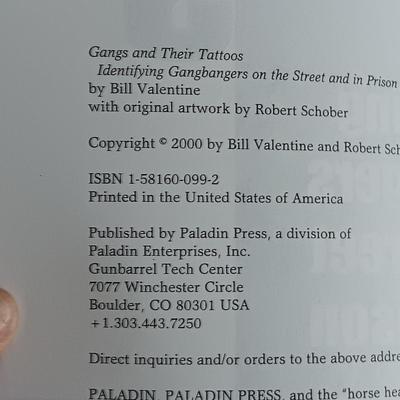 Gangs and Their Tattoos
Identifying Gangbangers on the Street and in Prison
by Bill Valentine
with original artwork by Robert Schober
Copyright © 2000 by Bill Valentine and Robert Sch
ISBN 1-58160-099-2
Printed in the United States of America
Published by Paladin Press, a division of
Paladin Enterprises, Inc.
Gunbarrel Tech Center
7077 Winchester Circle
Boulder, CO 80301 USA
+1.303.443.7250
Direct inquiries and/or orders to the above addre
PALADIN, PALADIN PRESS, and the "horse hea